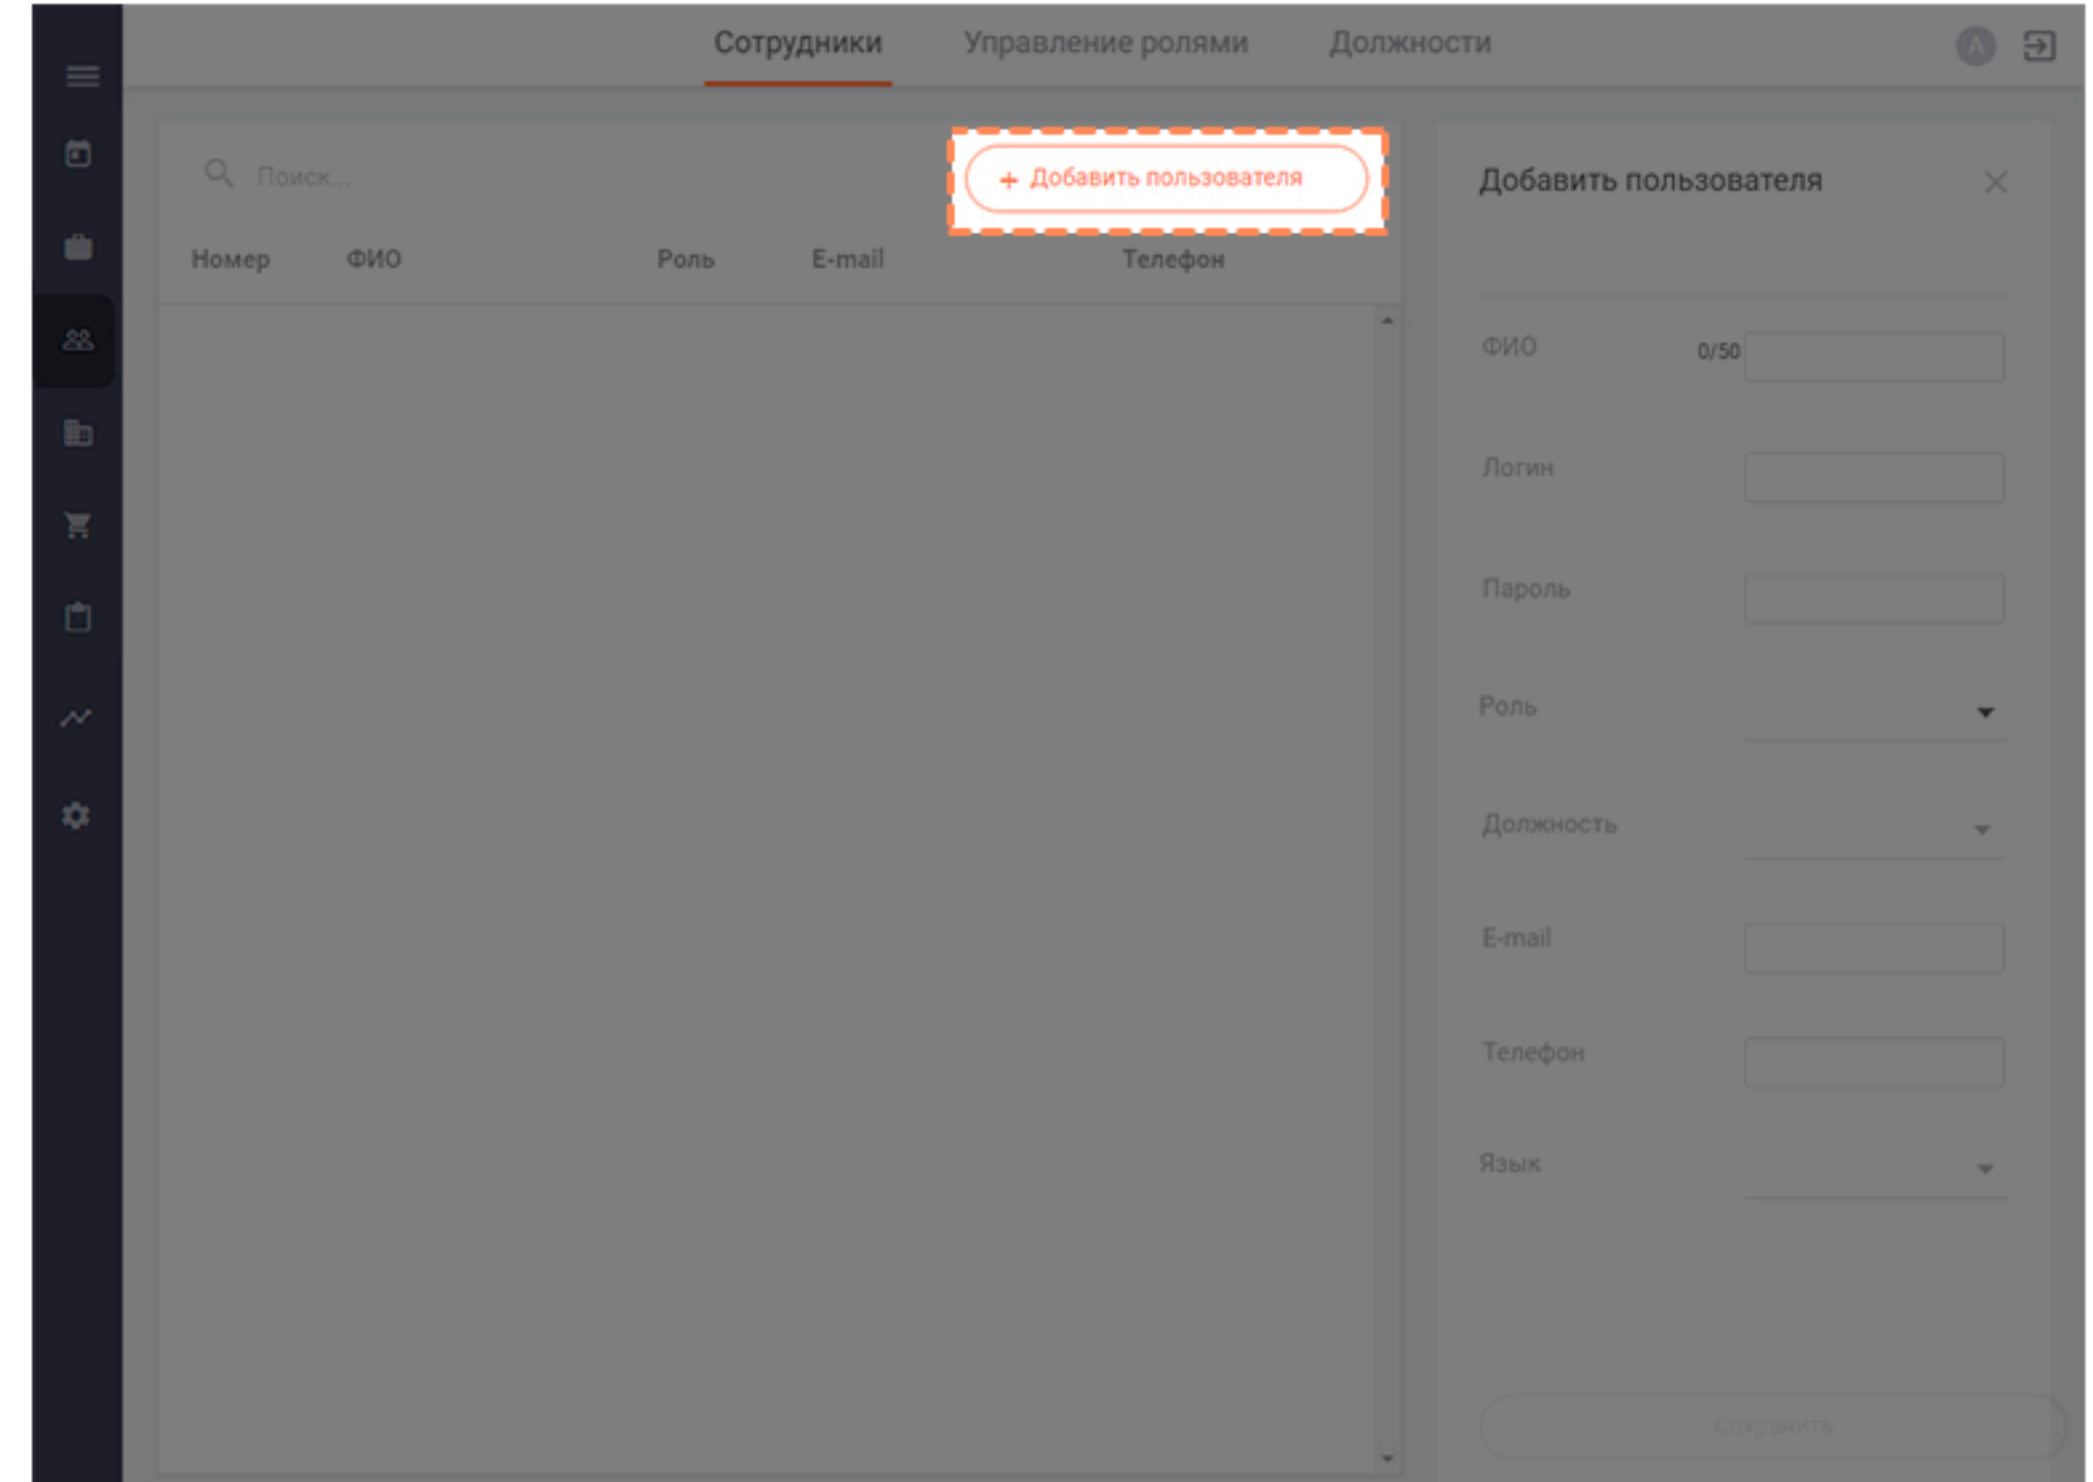 Сотрудники Управление ролями Должности A
Поиск...
+ Добавить пользователя
Номер ФИО Роль E-mail Телефон
Добавить пользователя
ФИО 0/50
Логин
Пароль
Роль
Должность
E-mail
Телефон
Язык
Сохранить